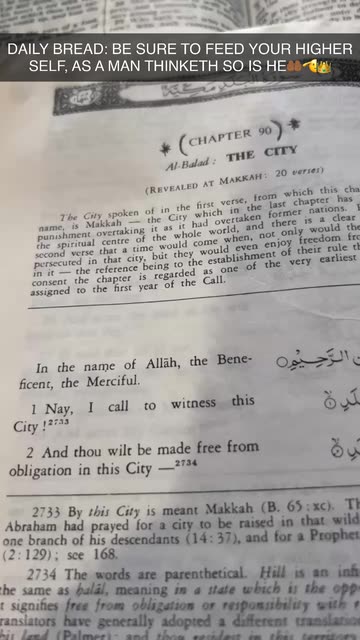 DAILY BREAD: BE SURE TO FEED YOUR HIGHER
SELF, AS A MAN THINKETH SO IS HE🙏🏾👈👑
(CHAPTER 90)
Al-Balad: THE CITY
(REVEALED AT MAKKAH: 20 verses)
The City spoken of in the first verse, from which this cha
name, is Makkah — the City which in the last chapter has
punishment overtaking it as it had overtaken former nations.
the spiritual centre of the whole world, and there is a clear
second verse that a time would come when, not only would the
persecuted in that city, but they would even enjoy freedom fro
in it — the reference being to the establishment of their rule th
consent the chapter is regarded as one of the very earliest
assigned to the first year of the Call.
In the name of Allāh, the Bene-
ficent, the Merciful.
1 Nay, I call to witness this
City!2733
2 And thou wilt be made free from
obligation in this City —2734
2733 By this City is meant Makkah (B. 65 : xc). Th
Abraham had prayed for a city to be raised in that wild
one branch of his descendants (14 : 37), and for a Prophe
(2 : 129); see 168.
2734 The words are parenthetical. Hill is an infi
the same as halāl, meaning in a state which is the opp
t signifies free from obligation or responsibility with r
translators have generally adopted a different translation
his land (Palmer);